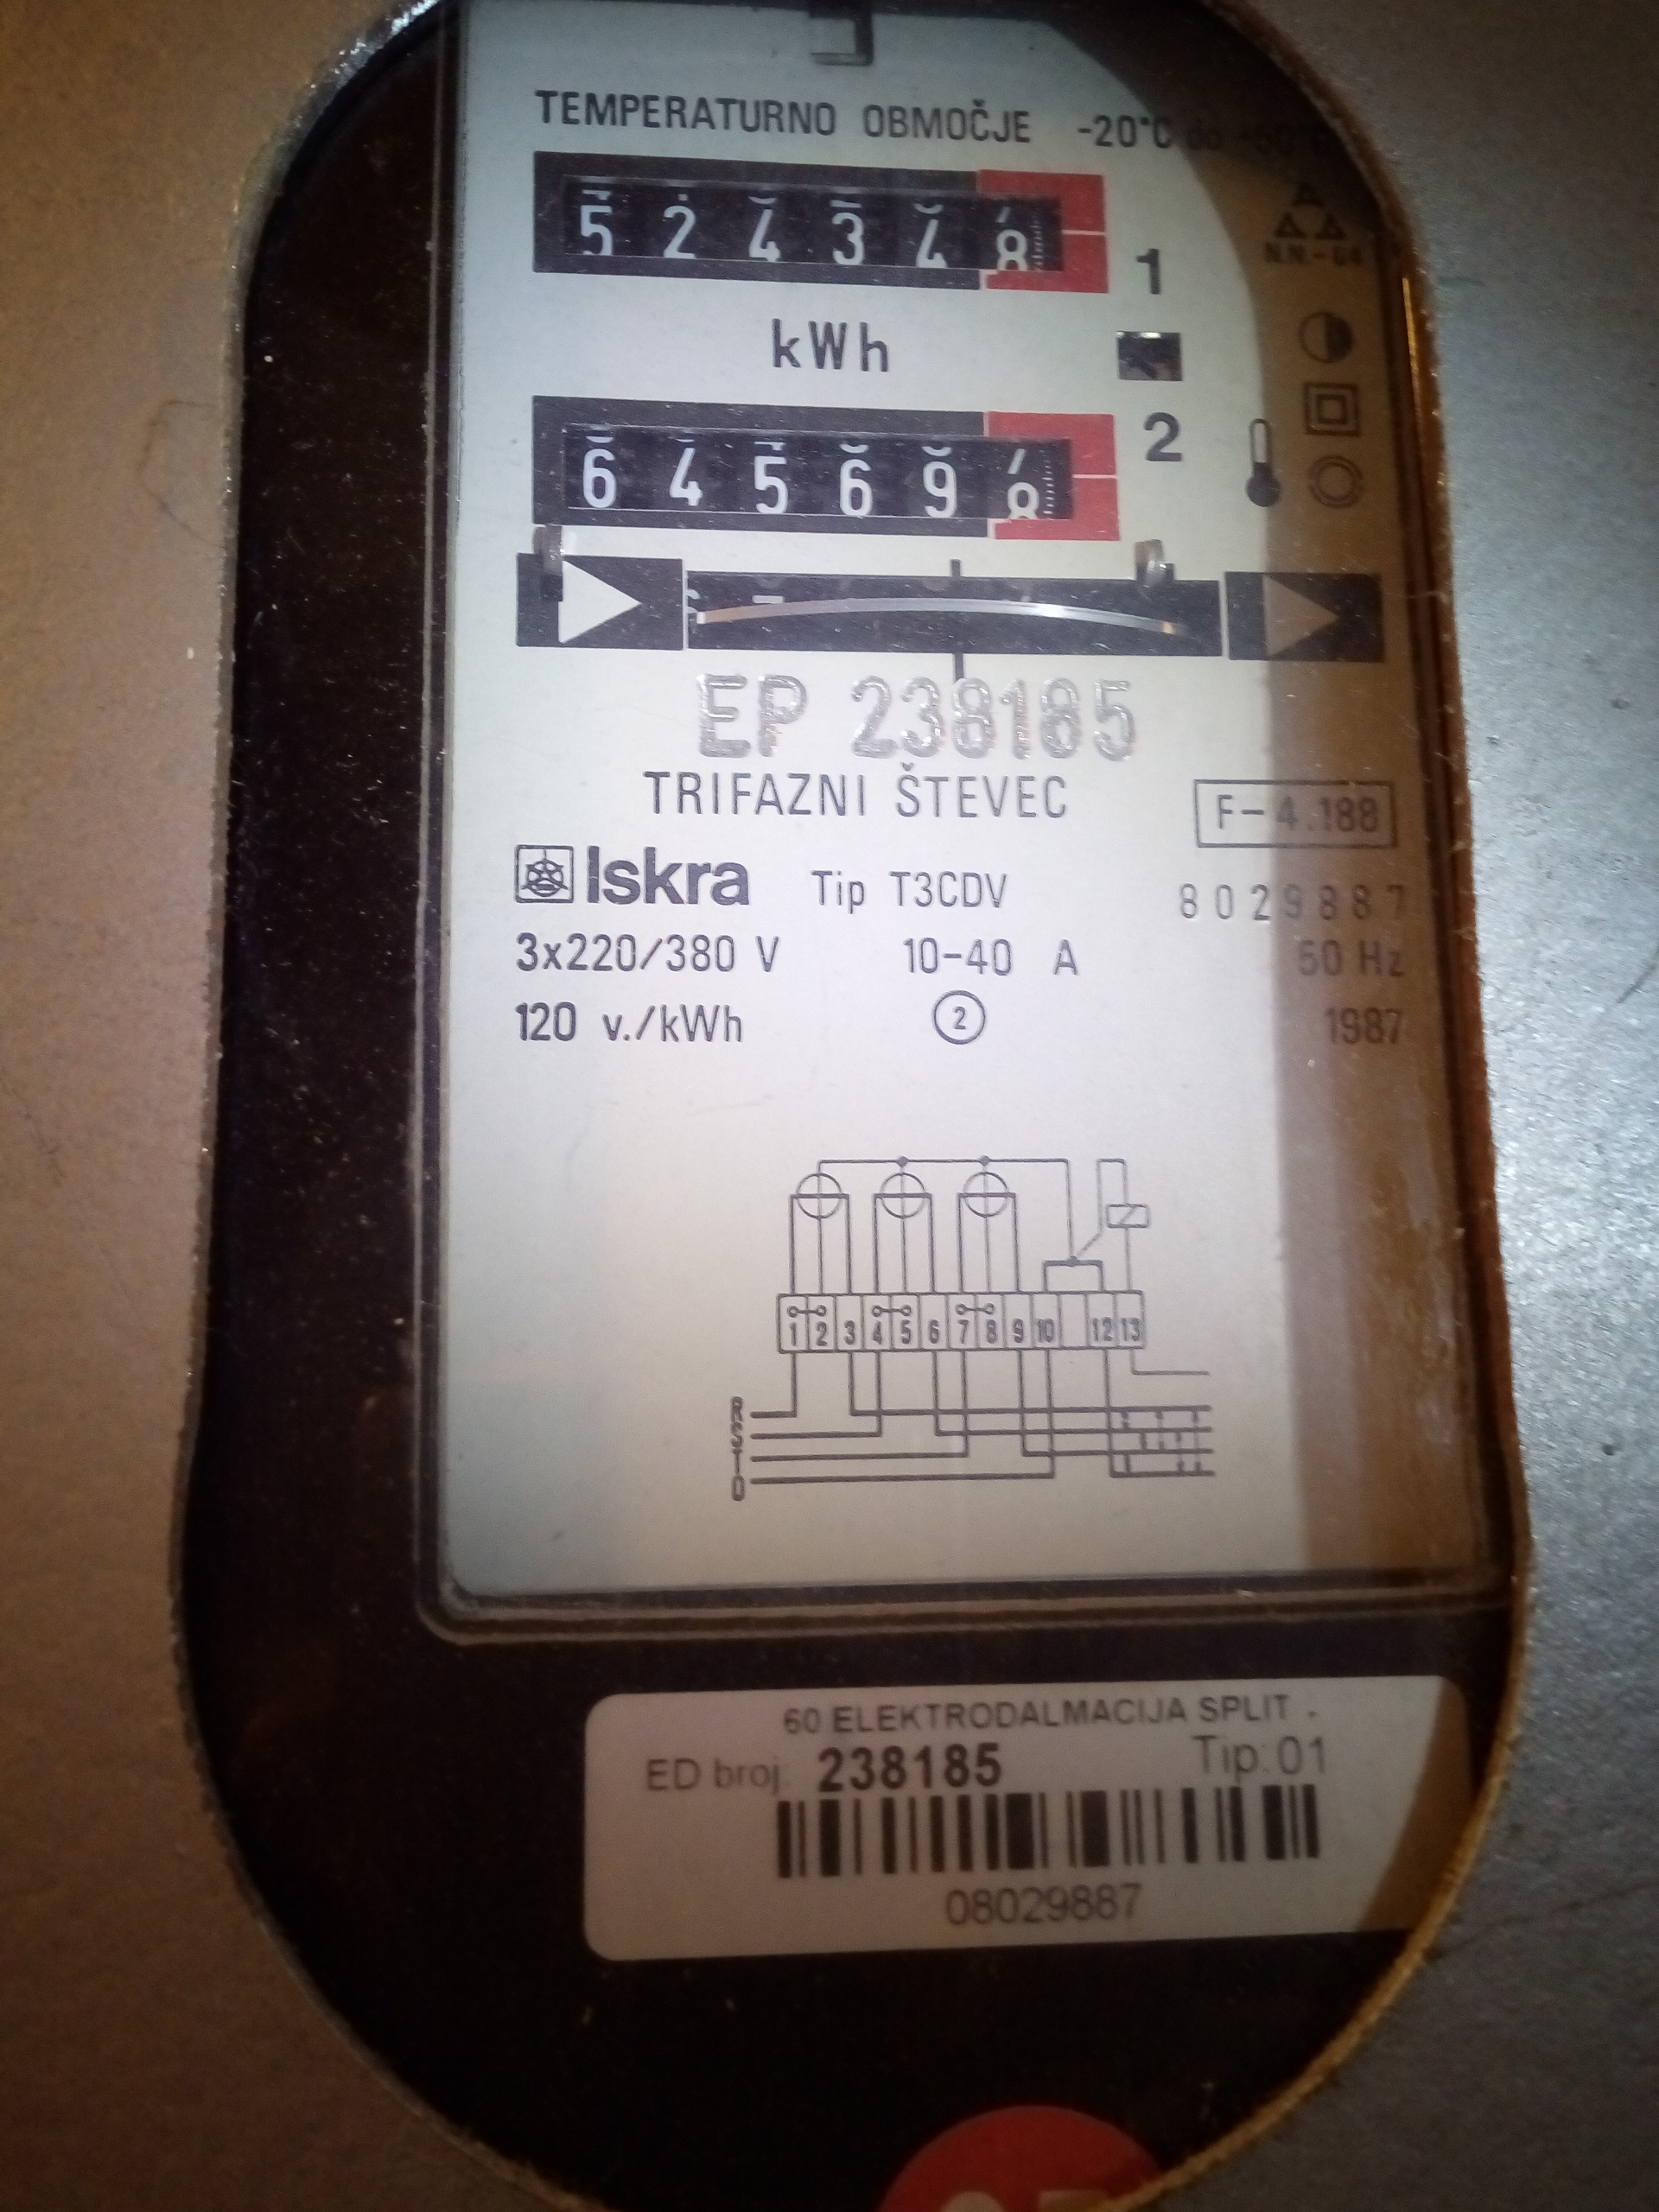 TEMPERATURNO OBMOČJE -20°C do
524348
1
kWh
2
645698
EP 238185
TRIFAZNI ŠTEVEC
F-4.188
Iskra Tip T3CDV 8029887
3x220/380 V 10-40 A 50 Hz
120 v./kWh 2 1987
1 2 3 4 5 6 7 8 9 10 12 13
R
S
T
0
60 ELEKTRODALMACIJA SPLIT
ED broj: 238185 Tip: 01
08029887